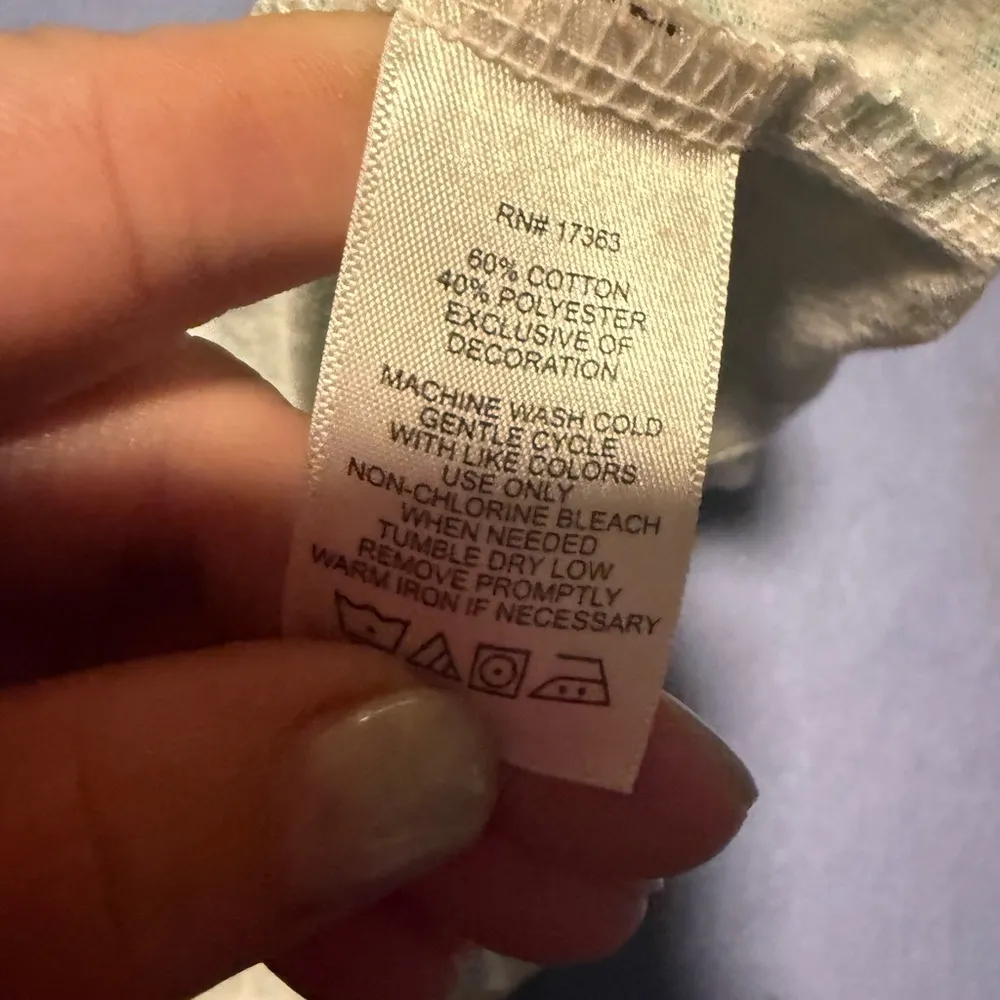 RN# 17363
60% COTTON
40% POLYESTER
EXCLUSIVE OF
DECORATION
MACHINE WASH COLD
GENTLE CYCLE
WITH LIKE COLORS
USE ONLY
NON-CHLORINE BLEACH
WHEN NEEDED
TUMBLE DRY LOW
REMOVE PROMPTLY
WARM IRON IF NECESSARY